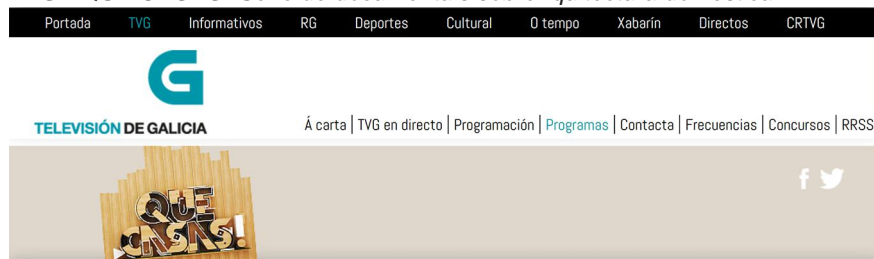 Portada TVG Informativos RG Deportes Cultural O tempo Xabarín Directos CRTVG
G
TELEVISIÓN DE GALICIA
Á carta | TVG en directo | Programación | Programas | Contacta | Frecuencias | Concursos | RRSS
QUE
CASAS!